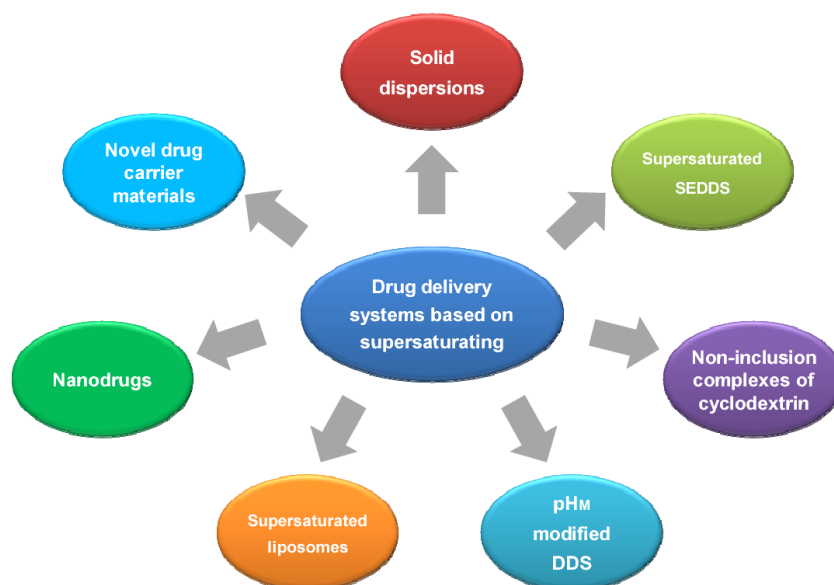 Solid
dispersions
Novel drug
carrier
materials
Supersaturated
SEDDS
Drug delivery
systems based on
supersaturating
Nanodrugs
Non-inclusion
complexes of
cyclodextrin
Supersaturated
liposomes
pHM
modified
DDS